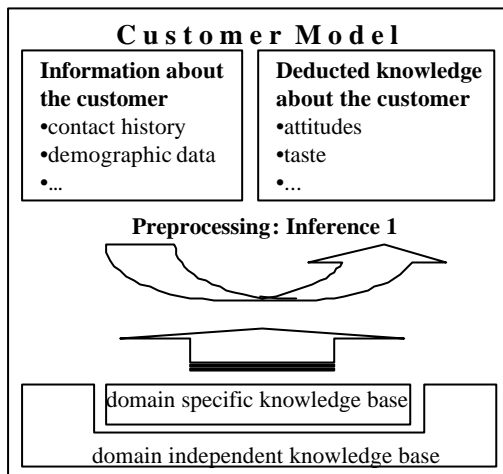 Customer Model
Information about
the customer
•contact history
•demographic data
•...
Deducted knowledge
about the customer
•attitudes
•taste
•...
Preprocessing: Inference 1
domain specific knowledge base
domain independent knowledge base